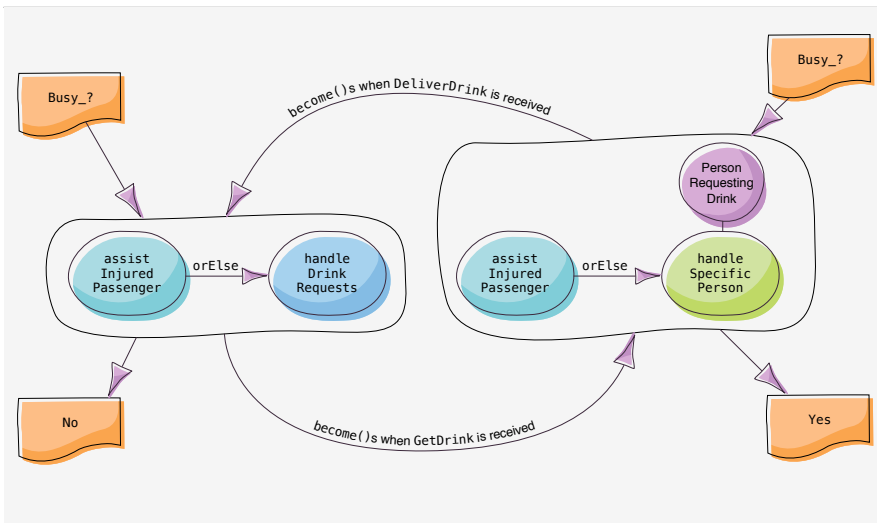 Busy_?
Busy_?
become()s when DeliverDrink is received
Person
Requesting
Drink
assist
Injured
Passenger
orElse
handle
Drink
Requests
assist
Injured
Passenger
orElse
handle
Specific
Person
No
become()s when GetDrink is received
Yes